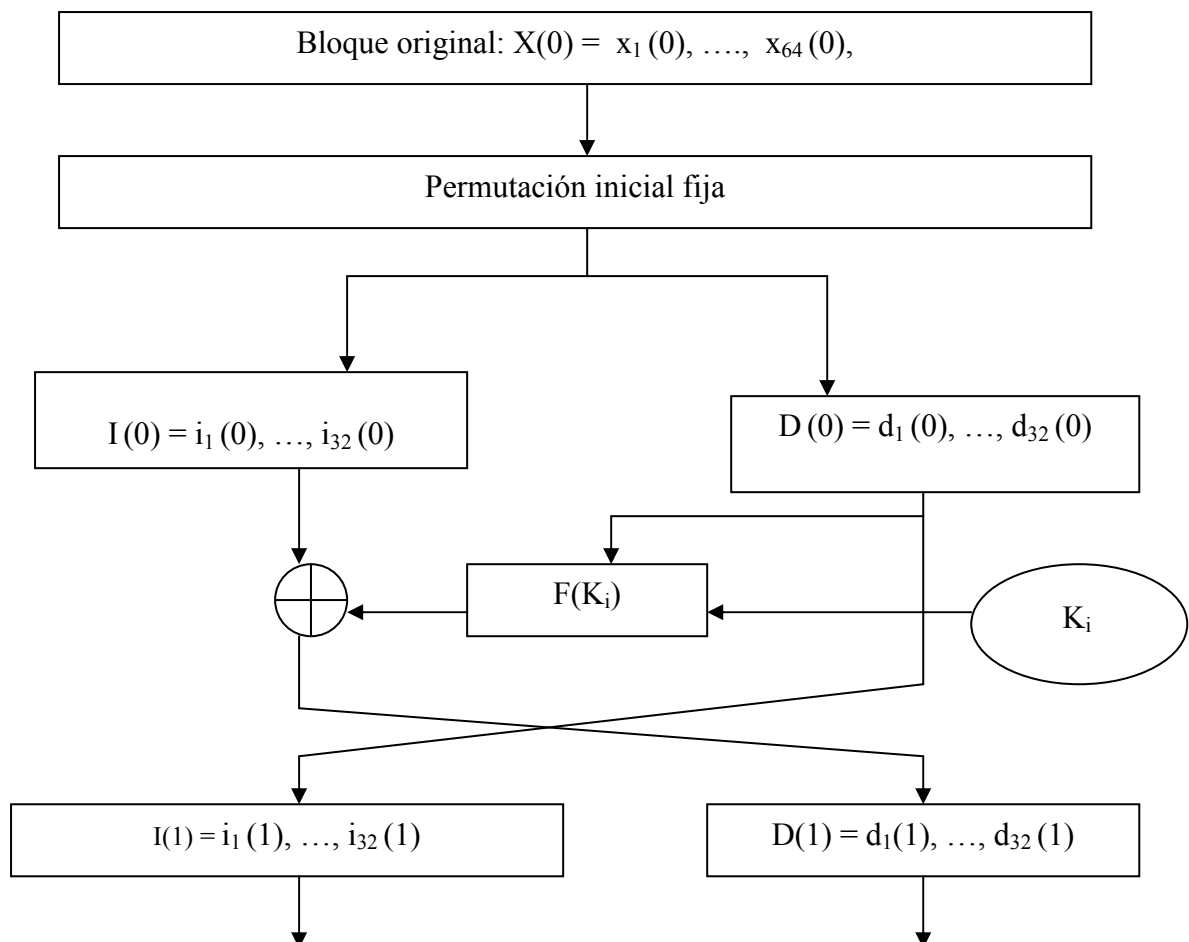 Bloque original: X(0) = x₁ (0), …., x₆₄ (0),
Permutación inicial fija
I (0) = i₁ (0), …, i₃₂ (0)
D (0) = d₁ (0), …, d₃₂ (0)
F(Kᵢ)
Kᵢ
I(1) = i₁ (1), …, i₃₂ (1)
D(1) = d₁(1), …, d₃₂ (1)